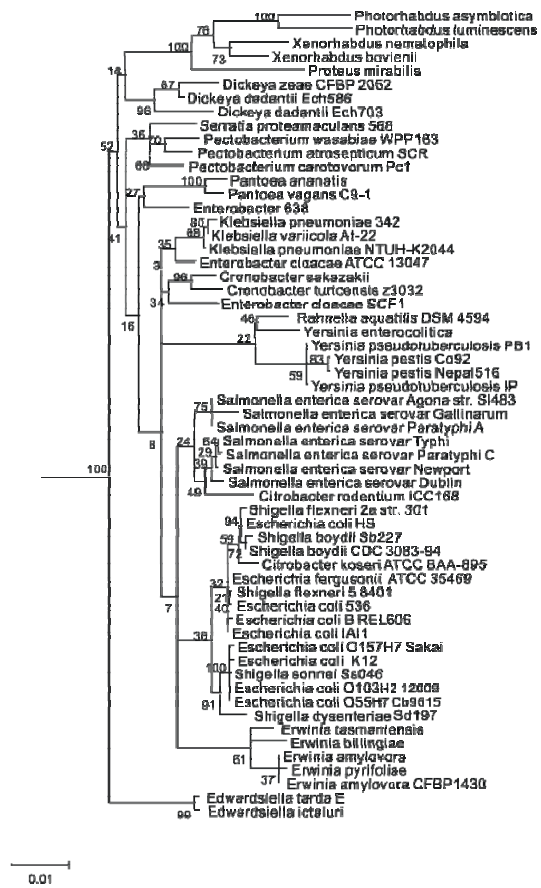 Photorhabdus asymbiotica
100
Photorhabdus luminescens
76
Xenorhabdus nematophila
100
73
Xenorhabdus bovienii
Proteus mirabilis
14
67
Dickeya zeae CFBP 2052
Dickeya dadantii Ech586
96
Dickeya dadantii Ech703
Serratia proteamaculans 568
36
70
Pectobacterium wasabiae WPP163
52
Pectobacterium atrosepticum SCR
66
Pectobacterium carotovorum Pc1
100
Pantoea ananatis
27
Pantoea vagans C9-1
Enterobacter 638
Klebsiella pneumoniae 342
41
Klebsiella variicola At-22
35
Klebsiella pneumoniae NTUH-K2044
Enterobacter cloacae ATCC 13047
96
Cronobacter sakazakii
Cronobacter turicensis z3032
34
Enterobacter cloacae SCF1
16
46
Rahnella aquatilis DSM 4594
Yersinia enterocolitica
22
Yersinia pseudotuberculosis PB1
83
Yersinia pestis Co92
59
Yersinia pestis Nepal516
Yersinia pseudotuberculosis IP
Salmonella enterica serovar Agona str. Sl483
75
Salmonella enterica serovar Gallinarum
Salmonella enterica serovar Paratyphi A
8
24
64
Salmonella enterica serovar Typhi
29
Salmonella enterica serovar Paratyphi C
39
Salmonella enterica serovar Newport
100
Salmonella enterica serovar Dublin
49
Citrobacter rodentium ICC168
Shigella flexneri 2a str. 301
94
Escherichia coli HS
Shigella boydii Sb227
72
Shigella boydii CDC 3083-94
Citrobacter koseri ATCC BAA-895
32
Escherichia fergusonii ATCC 35469
21
Shigella flexneri 5 8401
7
40
Escherichia coli 536
Escherichia coli B REL606
38
Escherichia coli IAI1
Escherichia coli O157H7 Sakai
Escherichia coli K12
100
Shigella sonnei Ss046
Escherichia coli O103H2 12009
91
Escherichia coli O55H7 Cb9615
Shigella dysenteriae Sd197
Erwinia tasmaniensis
Erwinia billingiae
61
Erwinia amylovora
Erwinia pyrifoliae
37
Erwinia amylovora CFBP1430
Edwardsiella tarda E
99
Edwardsiella ictaluri
0.01